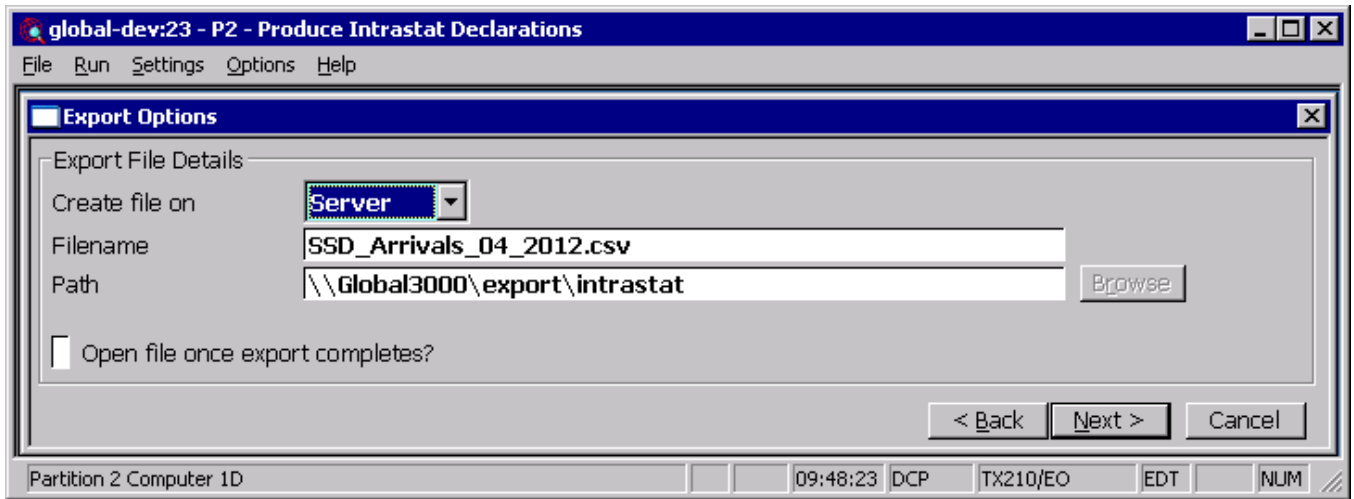 global-dev:23 - P2 - Produce Intrastat Declarations
File Run Settings Options Help
Export Options
Export File Details
Create file on Server
Filename SSD_Arrivals_04_2012.csv
Path \\Global3000\export\intrastat Browse
Open file once export completes?
< Back Next > Cancel
Partition 2 Computer 1D 09:48:23 DCP TX210/EO EDT NUM